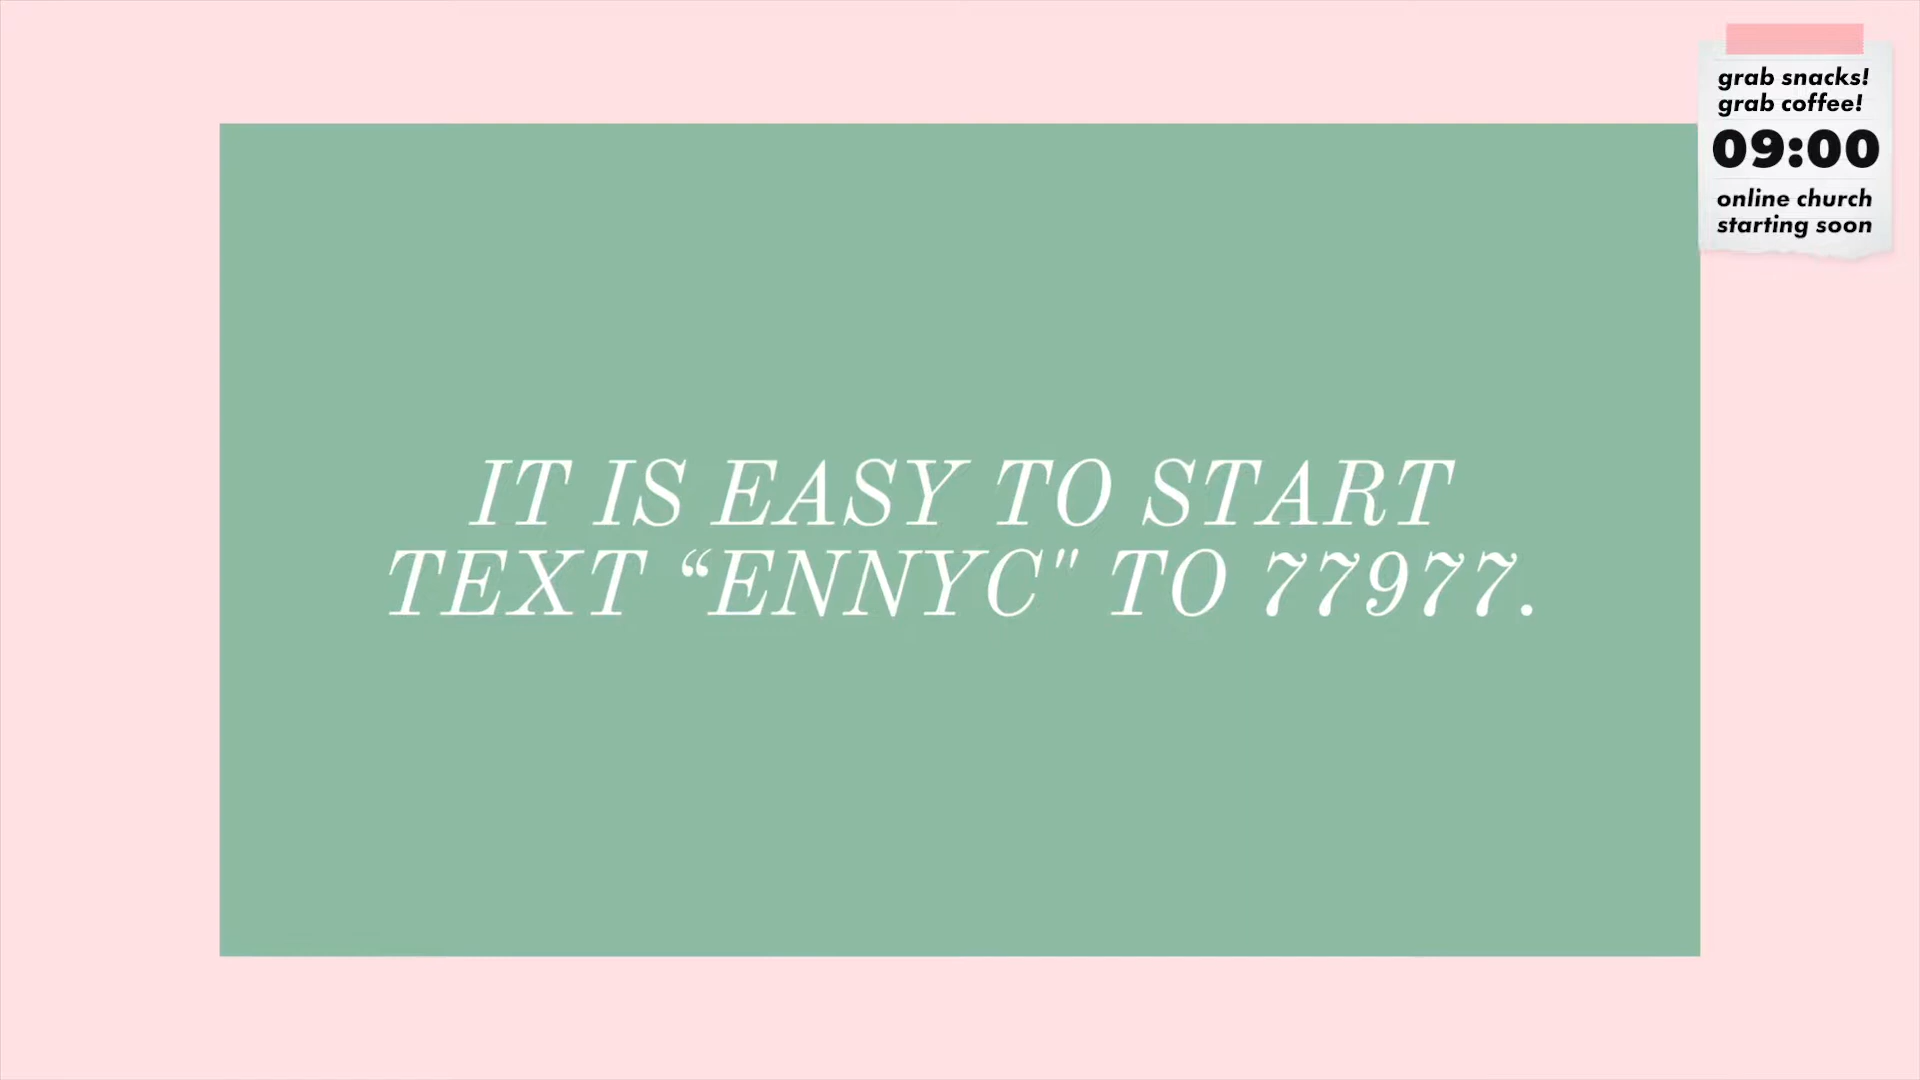 grab snacks!
grab coffee!
09:00
online church
starting soon
IT IS EASY TO START
TEXT “ENNYC" TO 77977.